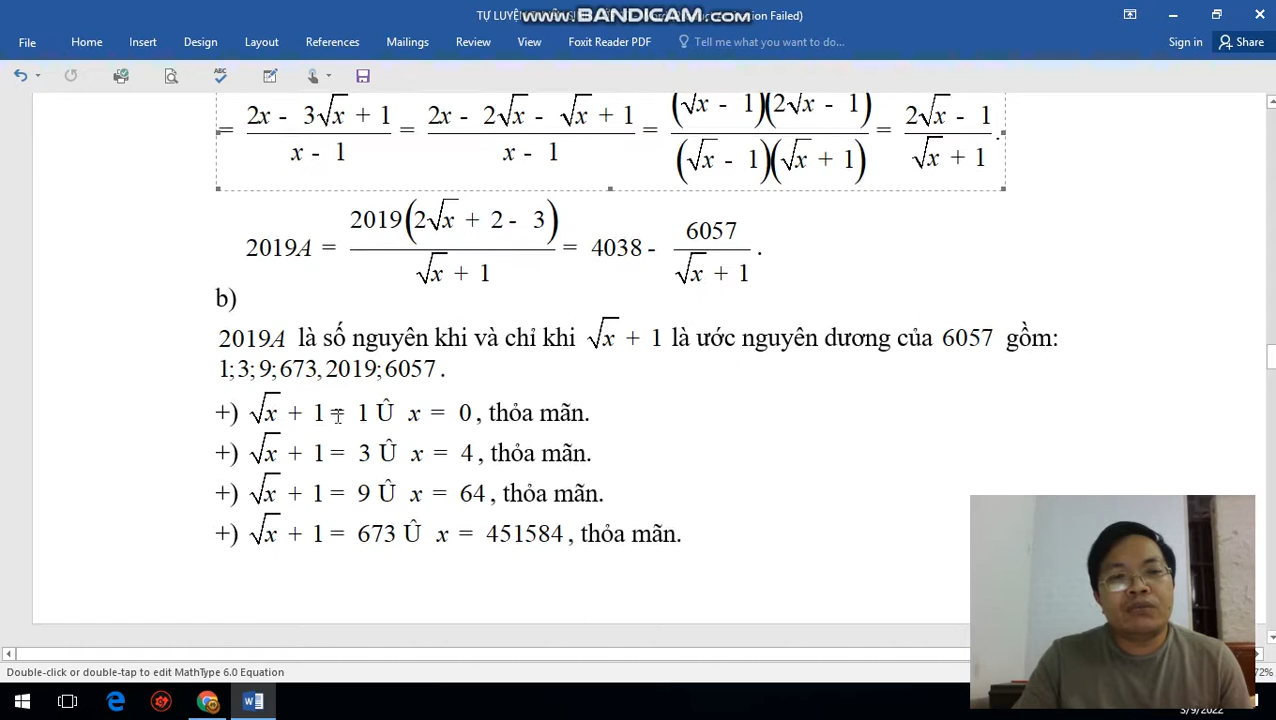 TỰ LUYỆ
www.BANDICAM.com
ion Failed)
File Home Insert Design Layout References Mailings Review View Foxit Reader PDF Tell me what you want to do... Sign in Share
= 2x - 3√x + 1 / x - 1 = 2x - 2√x - √x + 1 / x - 1 = (√x - 1)(2√x - 1) / (√x - 1)(√x + 1) = 2√x - 1 / √x + 1 .
2019A = 2019(2√x + 2 - 3) / √x + 1 = 4038 - 6057 / √x + 1 .
b)
2019A là số nguyên khi và chỉ khi √x + 1 là ước nguyên dương của 6057 gồm:
1; 3; 9; 673, 2019; 6057 .
+) √x + 1 = 1 Û x = 0, thỏa mãn.
+) √x + 1 = 3 Û x = 4, thỏa mãn.
+) √x + 1 = 9 Û x = 64, thỏa mãn.
+) √x + 1 = 673 Û x = 451584, thỏa mãn.
Double-click or double-tap to edit MathType 6.0 Equation
72%
3/9/2022